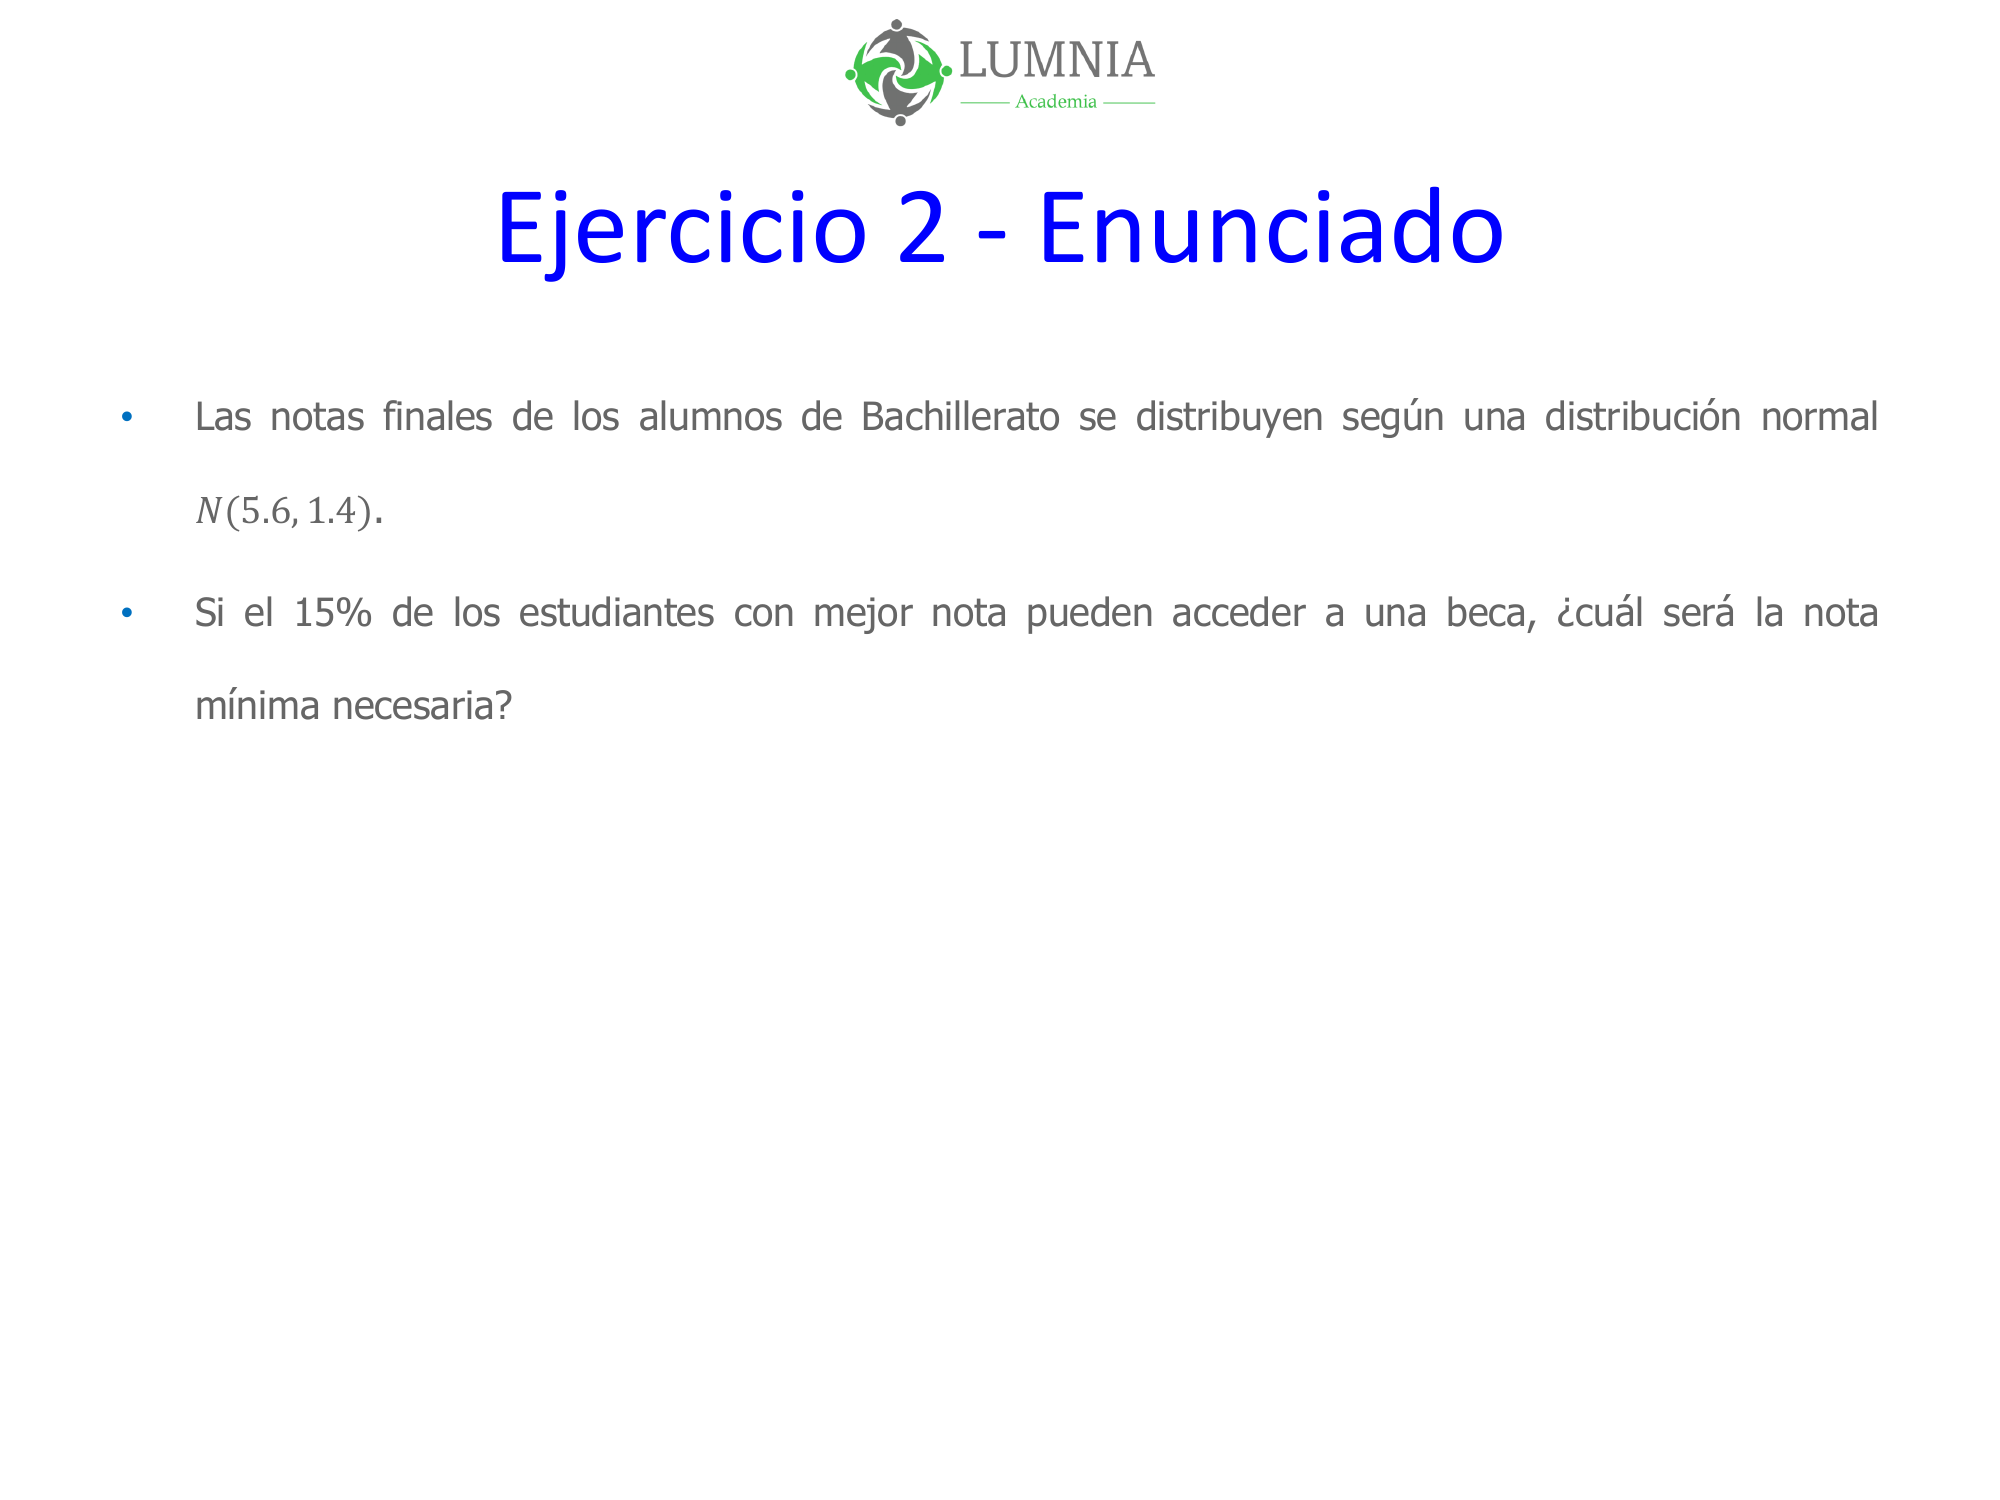 LUMNIA
Academia
Ejercicio 2 - Enunciado
• Las notas finales de los alumnos de Bachillerato se distribuyen según una distribución normal
N(5.6, 1.4).
• Si el 15% de los estudiantes con mejor nota pueden acceder a una beca, ¿cuál será la nota
mínima necesaria?